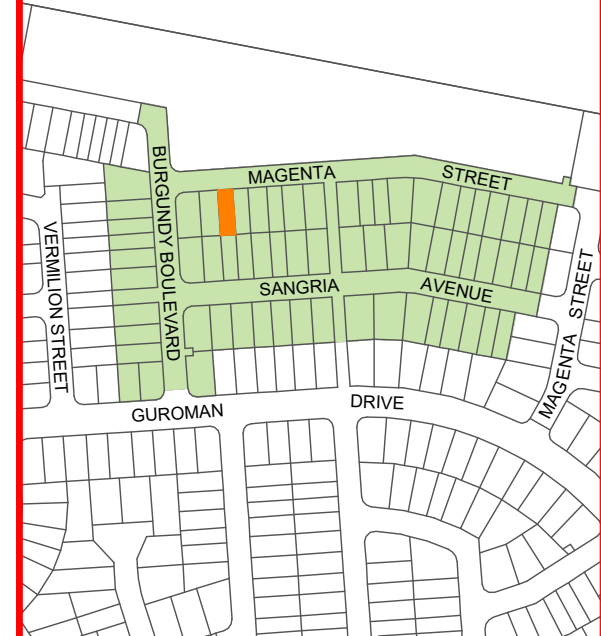 MAGENTA
STREET
BURGUNDY BOULEVARD
VERMILION STREET
SANGRIA
AVENUE
MAGENTA STREET
GUROMAN
DRIVE